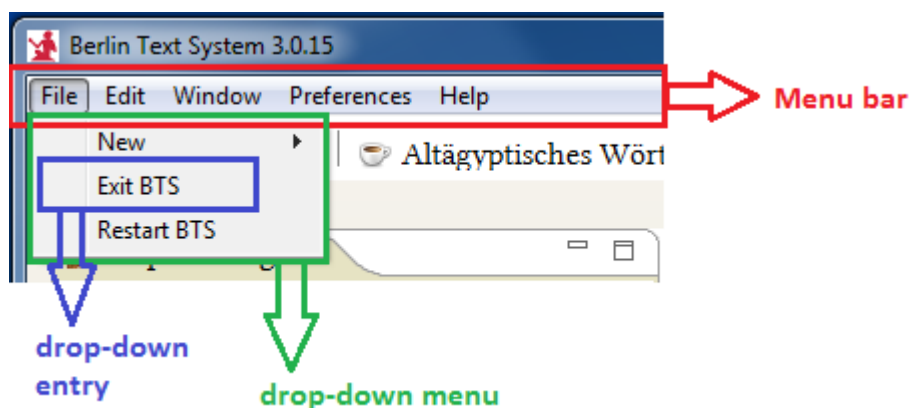 Berlin Text System 3.0.15
File Edit Window Preferences Help
Menu bar
New
Altägyptisches Wört
Exit BTS
Restart BTS
drop-down
entry
drop-down menu